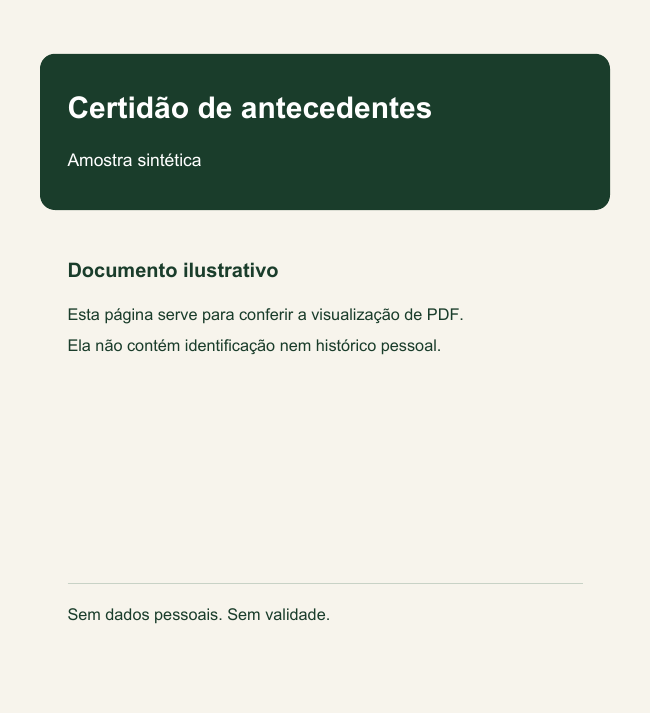 Certidão de antecedentes
Amostra sintética
Documento ilustrativo
Esta página serve para conferir a visualização de PDF.
Ela não contém identificação nem histórico pessoal.
Sem dados pessoais. Sem validade.